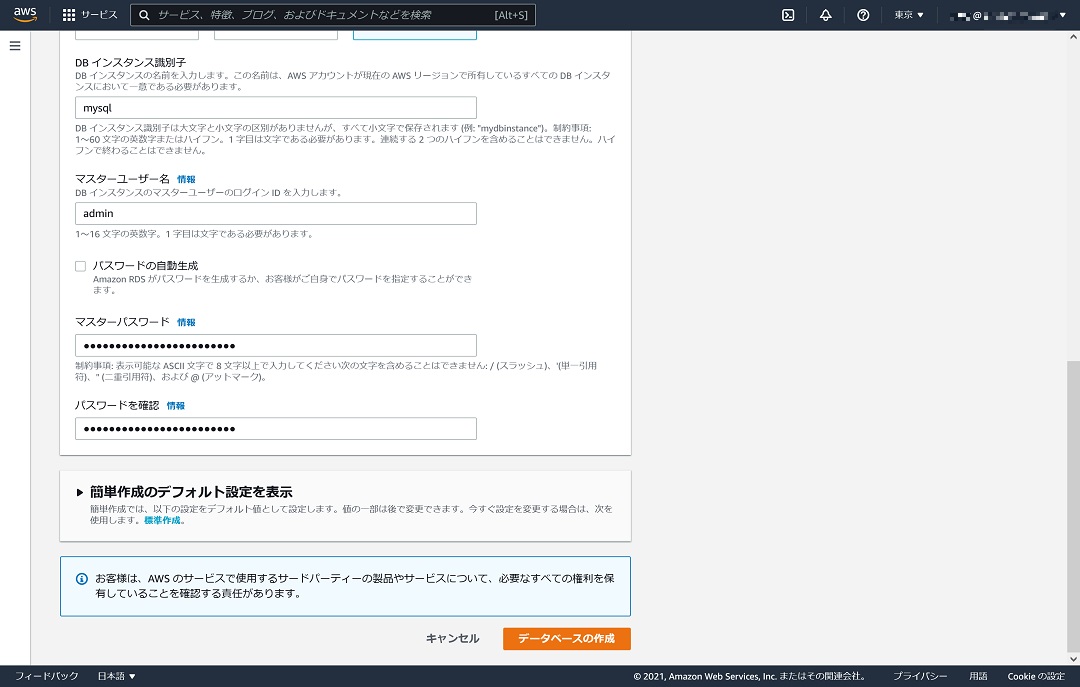 aws
サービス
サービス、特徴、ブログ、およびドキュメントなどを検索
[Alt+S]
東京 ▼
@
DB インスタンス識別子
DB インスタンスの名前を入力します。この名前は、AWS アカウントが現在の AWS リージョンで所有しているすべての DB インスタ
ンスにおいて一意である必要があります。
mysql
DB インスタンス識別子は大文字と小文字の区別がありませんが、すべて小文字で保存されます (例: "mydbinstance")。制約事項:
1～60 文字の英数字またはハイフン。1 字目は文字である必要があります。連続する 2 つのハイフンを含めることはできません。ハイ
フンで終わることはできません。
マスターユーザー名 情報
DB インスタンスのマスターユーザーのログイン ID を入力します。
admin
1～16 文字の英数字。1 字目は文字である必要があります。
パスワードの自動生成
Amazon RDS がパスワードを生成するか、お客様がご自身でパスワードを指定することができ
ます。
マスターパスワード 情報
••••••••••••••••••••••••
制約事項: 表示可能な ASCII 文字で 8 文字以上で入力してください次の文字を含めることはできません: / (スラッシュ)、'(単一引用
符)、" (二重引用符)、および @ (アットマーク)。
パスワードを確認 情報
••••••••••••••••••••••••
簡単作成のデフォルト設定を表示
簡単作成では、以下の設定をデフォルト値として設定します。値の一部は後で変更できます。今すぐ設定を変更する場合は、次を
使用します。標準作成。
お客様は、AWS のサービスで使用するサードパーティーの製品やサービスについて、必要なすべての権利を保
有していることを確認する責任があります。
キャンセル
データベースの作成
フィードバック
日本語 ▼
© 2021, Amazon Web Services, Inc. またはその関連会社。
プライバシー
用語
Cookie の設定